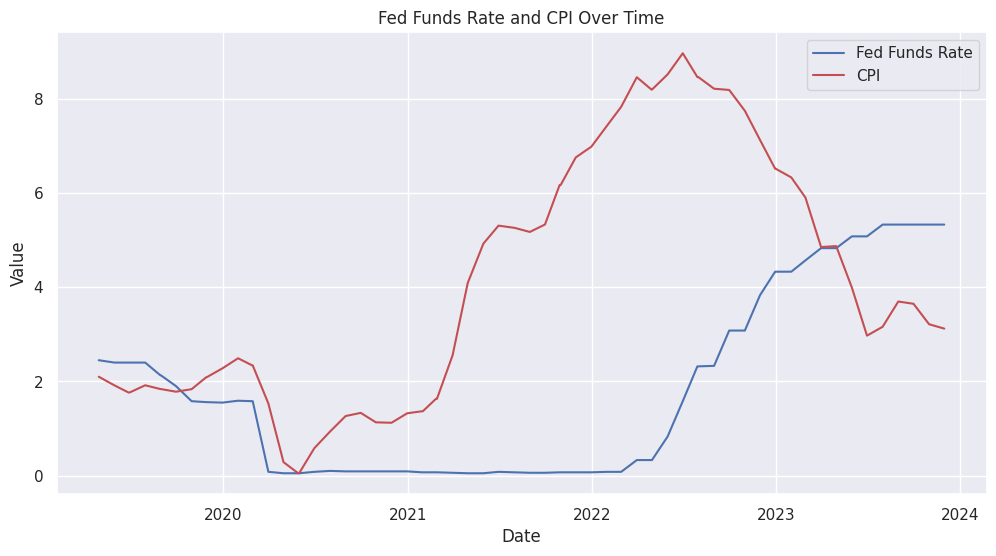 Fed Funds Rate and CPI Over Time
Fed Funds Rate
CPI
Value
8
6
4
2
0
2020
2021
2022
2023
2024
Date